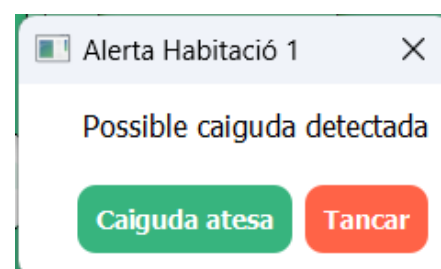 Alerta Habitació 1
Possible caiguda detectada
Caiguda atesa
Tancar